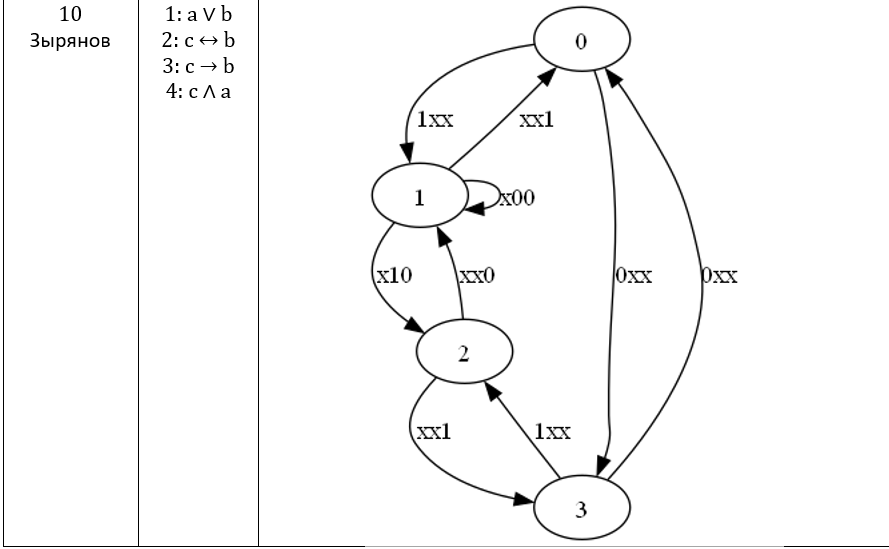 10
Зырянов
1: a ∨ b
2: c ↔ b
3: c → b
4: c ∧ a
0
1xx
xx1
1
x00
x10
xx0
0xx
0xx
2
xx1
1xx
3